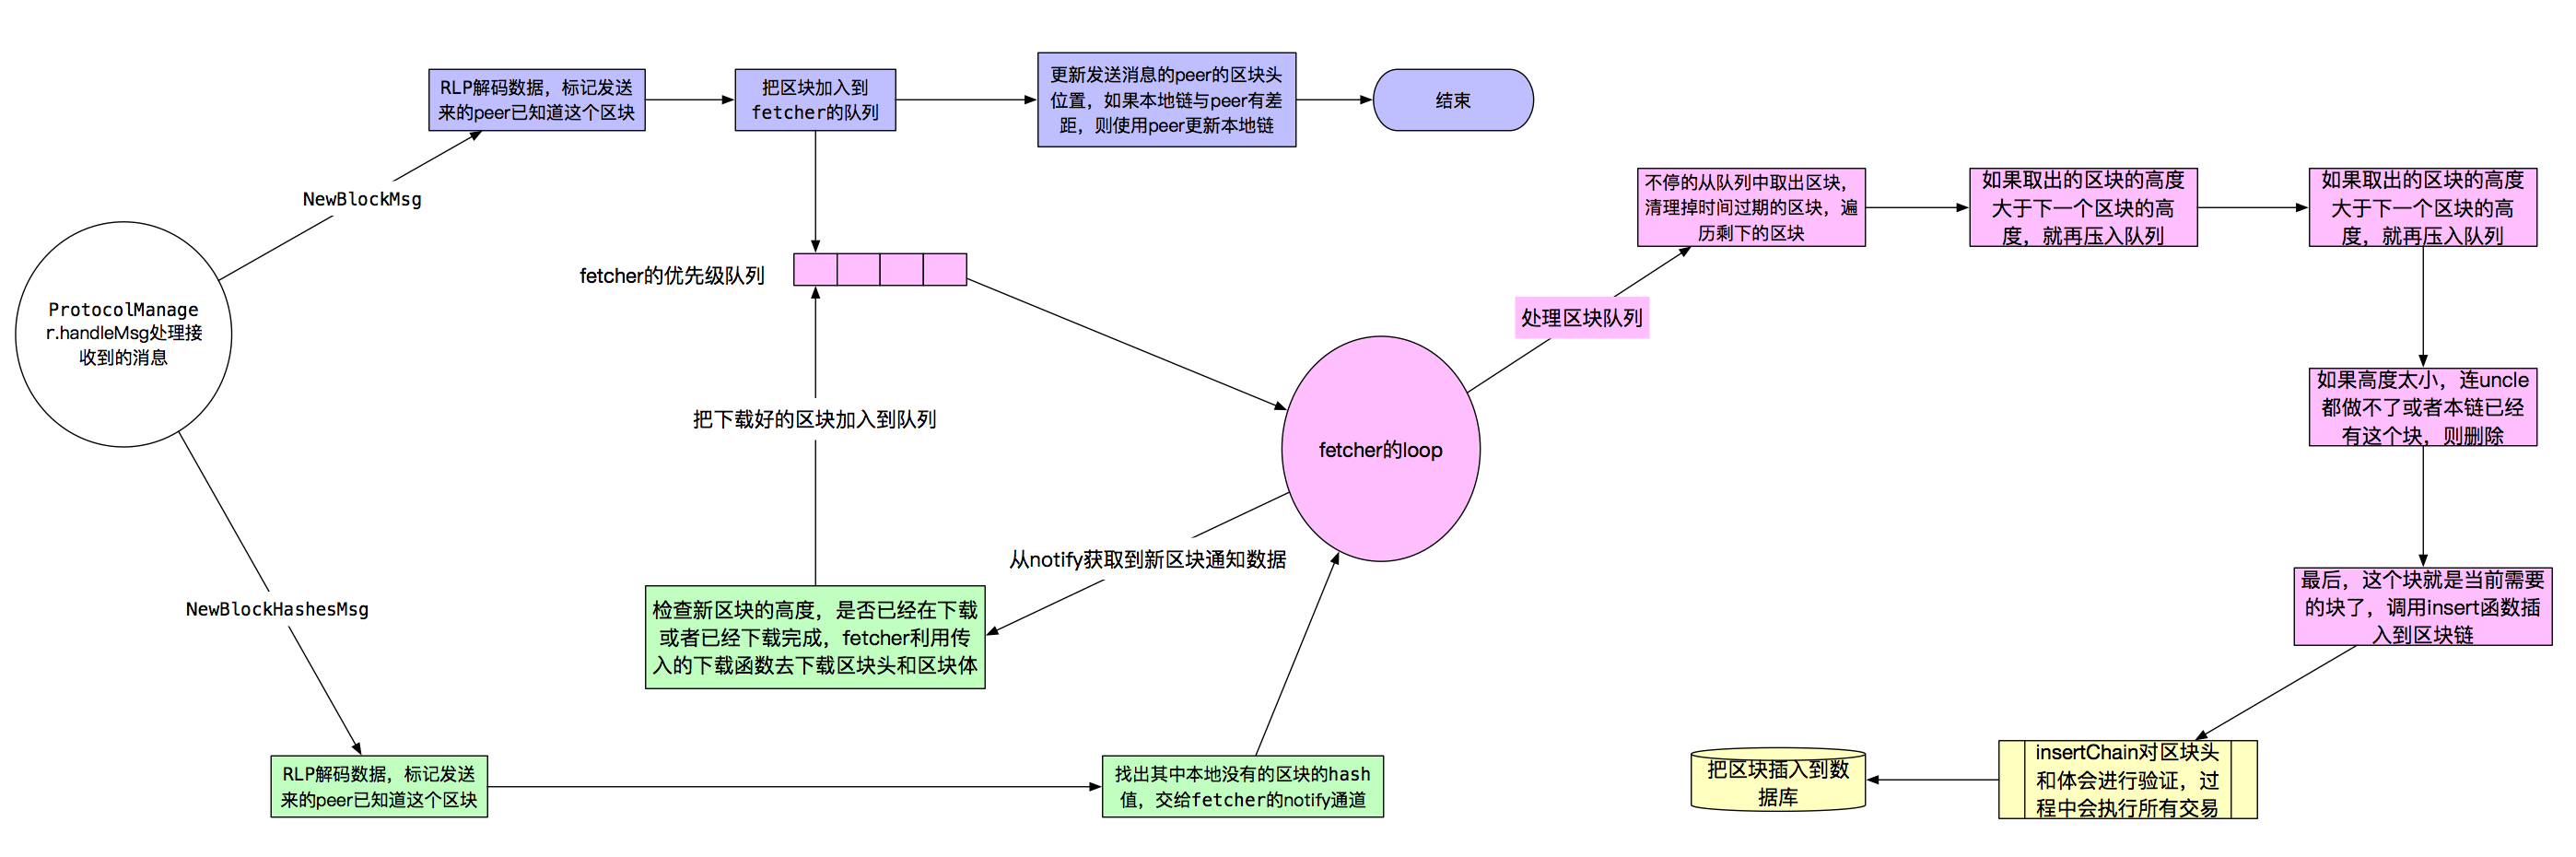 RLP解码数据，标记发送
来的peer已知道这个区块
把区块加入到
fetcher的队列
更新发送消息的peer的区块头
位置，如果本地链与peer有差
距，则使用peer更新本地链
结束
NewBlockMsg
ProtocolManage
r.handleMsg处理接
收到的消息
fetcher的优先级队列
不停的从队列中取出区块，
清理掉时间过期的区块，遍
历剩下的区块
如果取出的区块的高度
大于下一个区块的高
度，就再压入队列
如果取出的区块的高度
大于下一个区块的高
度，就再压入队列
处理区块队列
把下载好的区块加入到队列
fetcher的loop
如果高度太小，连uncle
都做不了或者本链已经
有这个块，则删除
从notify获取到新区块通知数据
NewBlockHashesMsg
检查新区块的高度，是否已经在下载
或者已经下载完成，fetcher利用传
入的下载函数去下载区块头和区块体
最后，这个块就是当前需要
的块了，调用insert函数插
入到区块链
RLP解码数据，标记发送
来的peer已知道这个区块
找出其中本地没有的区块的hash
值，交给fetcher的notify通道
把区块插入到数
据库
insertChain对区块头
和体会进行验证，过
程中会执行所有交易